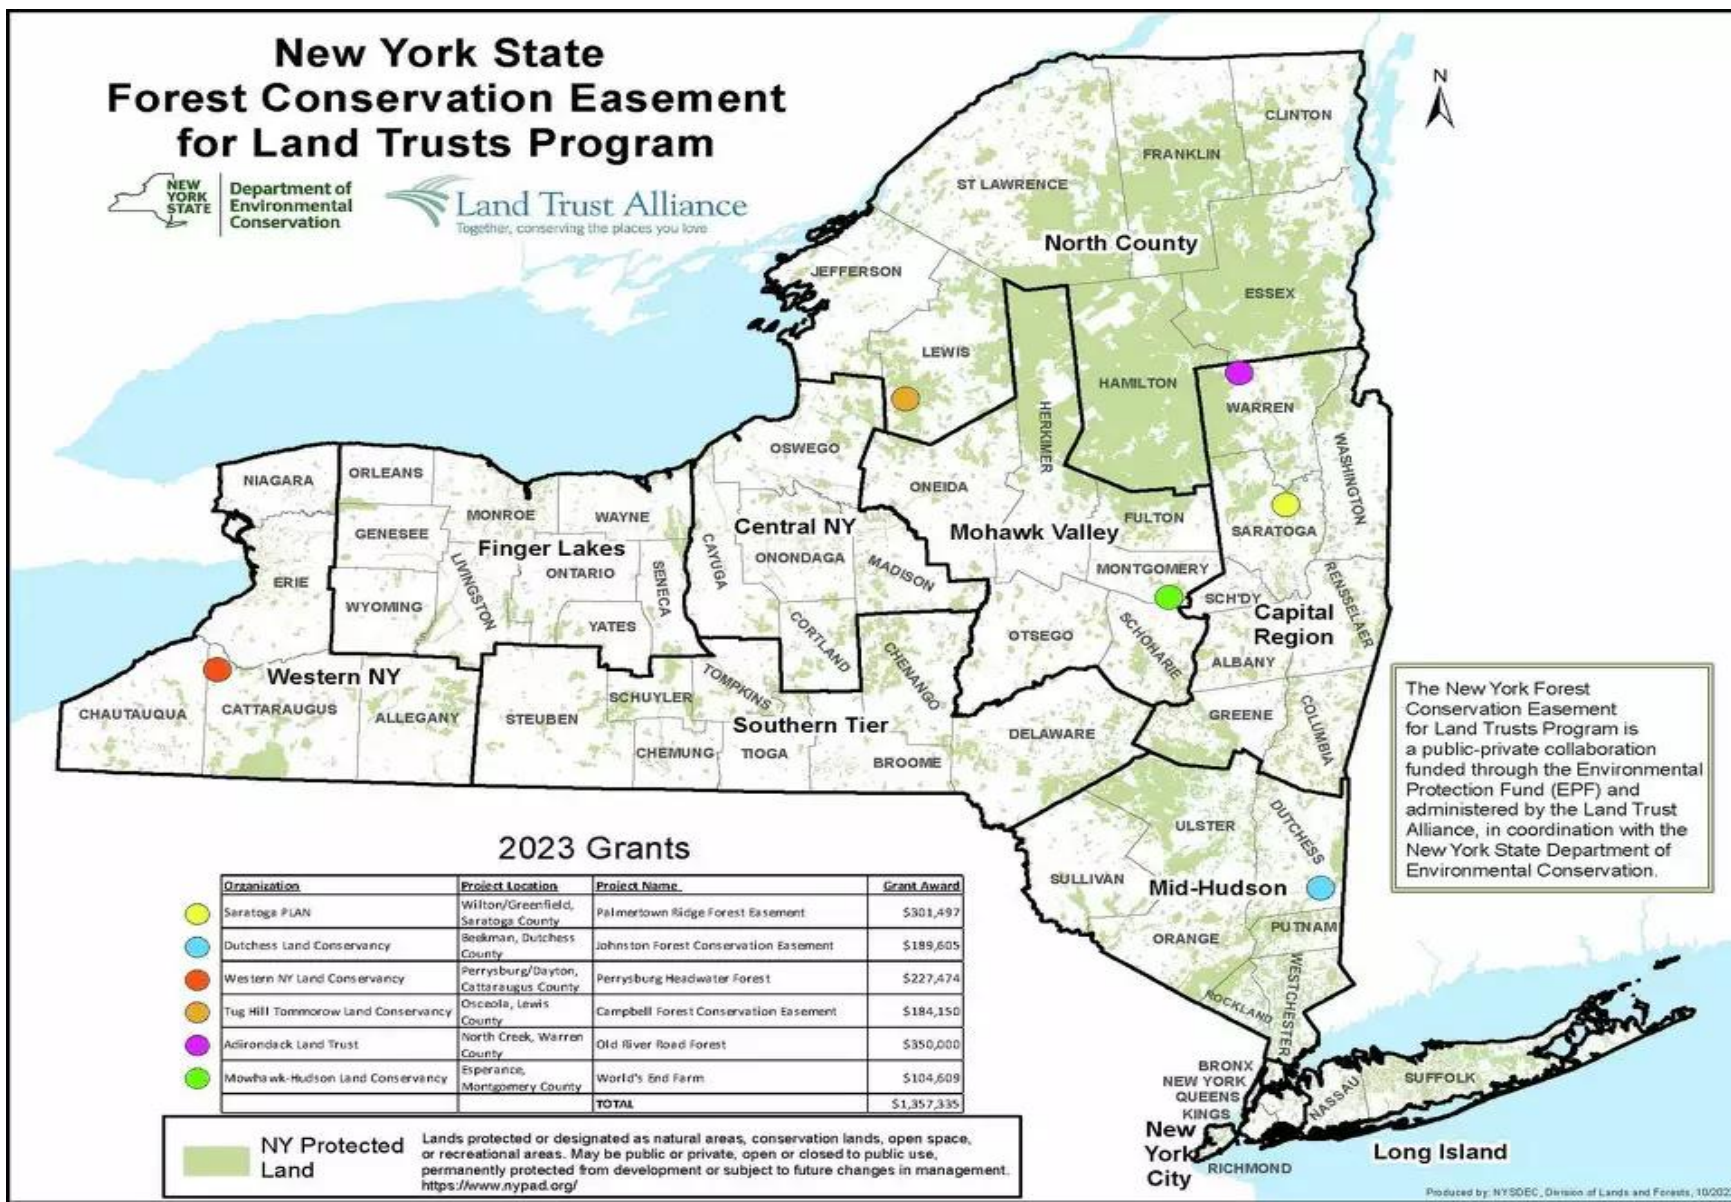 New York State
Forest Conservation Easement
for Land Trusts Program
NEW
YORK
STATE
Department of
Environmental
Conservation
Land Trust Alliance
Together, conserving the places you love
N
CLINTON
FRANKLIN
ST LAWRENCE
North County
JEFFERSON
ESSEX
LEWIS
HAMILTON
HERKIMER
WARREN
WASHINGTON
OSWEGO
ONEIDA
NIAGARA
ORLEANS
MONROE
WAYNE
GENESEE
Finger Lakes
LIVINGSTON
ONTARIO
SENECA
CAYUGA
Central NY
ONONDAGA
MADISON
Mohawk Valley
FULTON
SARATOGA
MONTGOMERY
ERIE
WYOMING
YATES
CORTLAND
OTSEGO
SCHOHARIE
SCH'DY
Capital
Region
RENSSELAER
ALBANY
Western NY
CHAUTAUQUA
CATTARAUGUS
ALLEGANY
STEUBEN
SCHUYLER
TOMPKINS
CHENANGO
Southern Tier
CHEMUNG
TIOGA
BROOME
DELAWARE
GREENE
COLUMBIA
ULSTER
DUTCHESS
SULLIVAN
Mid-Hudson
ORANGE
PUTNAM
ROCKLAND
WESTCHESTER
BRONX
NEW YORK
QUEENS
KINGS
New
York
City
RICHMOND
NASSAU
SUFFOLK
Long Island
The New York Forest
Conservation Easement
for Land Trusts Program is
a public-private collaboration
funded through the Environmental
Protection Fund (EPF) and
administered by the Land Trust
Alliance, in coordination with the
New York State Department of
Environmental Conservation.
2023 Grants
Organization Project Location Project Name Grant Award
Saratoga PLAN Wilton/Greenfield, Saratoga County Palmertown Ridge Forest Easement $301,497
Dutchess Land Conservancy Beekman, Dutchess County Johnston Forest Conservation Easement $189,605
Western NY Land Conservancy Perrysburg/Dayton, Cattaraugus County Perrysburg Headwater Forest $227,474
Tug Hill Tommorow Land Conservancy Osceola, Lewis County Campbell Forest Conservation Easement $184,150
Adirondack Land Trust North Creek, Warren County Old River Road Forest $350,000
Mowhawk-Hudson Land Conservancy Esperance, Montgomery County World's End Farm $104,609
TOTAL $1,357,335
NY Protected
Land
Lands protected or designated as natural areas, conservation lands, open space,
or recreational areas. May be public or private, open or closed to public use,
permanently protected from development or subject to future changes in management.
https://www.nypad.org/
Produced by: NYSDEC, Division of Lands and Forests, 10/202